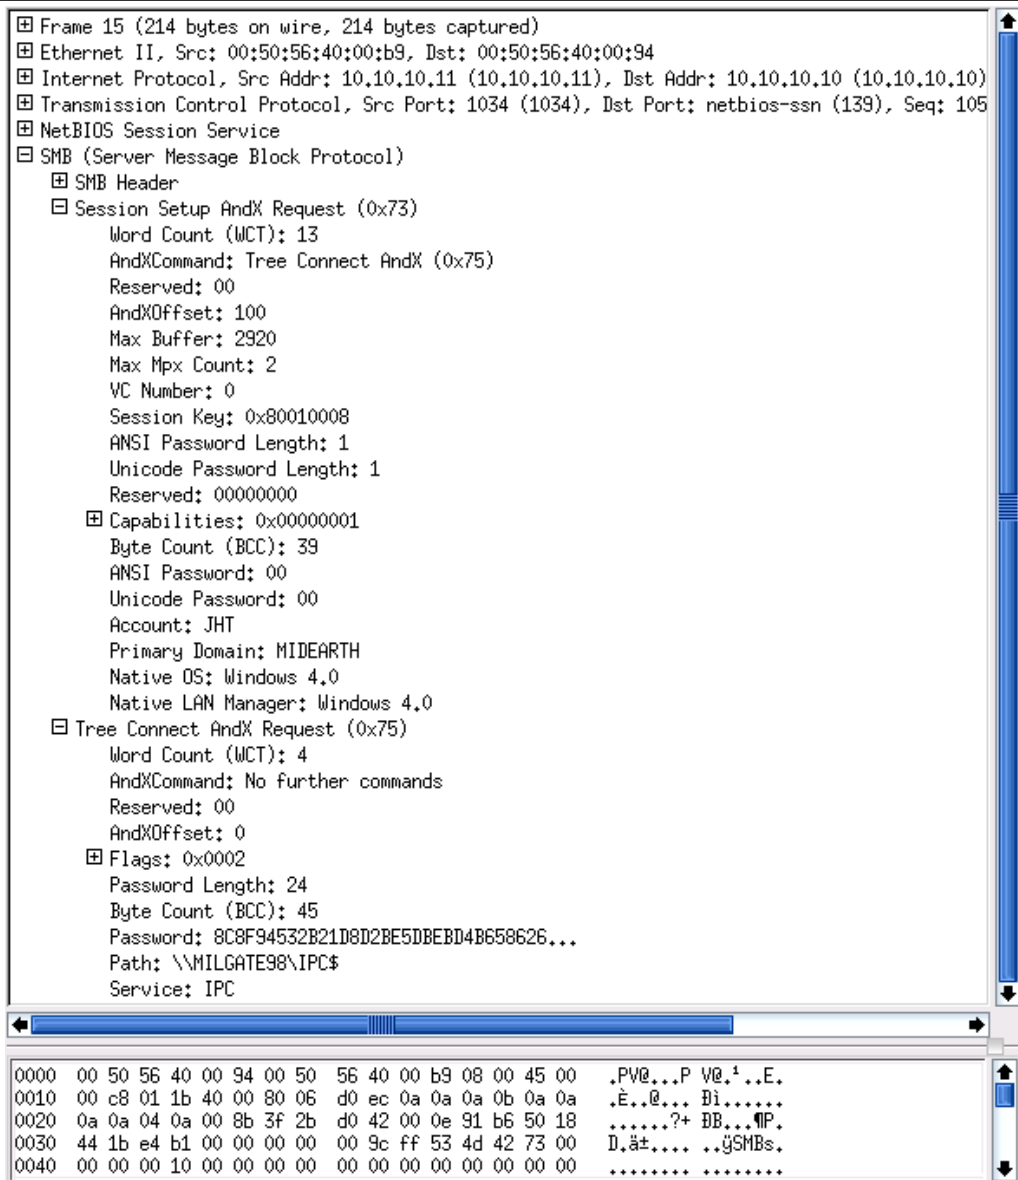 Frame 15 (214 bytes on wire, 214 bytes captured)
Ethernet II, Src: 00:50:56:40:00:b9, Dst: 00:50:56:40:00:94
Internet Protocol, Src Addr: 10.10.10.11 (10.10.10.11), Dst Addr: 10.10.10.10 (10.10.10.10)
Transmission Control Protocol, Src Port: 1034 (1034), Dst Port: netbios-ssn (139), Seq: 105
NetBIOS Session Service
SMB (Server Message Block Protocol)
SMB Header
Session Setup AndX Request (0x73)
Word Count (WCT): 13
AndXCommand: Tree Connect AndX (0x75)
Reserved: 00
AndXOffset: 100
Max Buffer: 2920
Max Mpx Count: 2
VC Number: 0
Session Key: 0x80010008
ANSI Password Length: 1
Unicode Password Length: 1
Reserved: 00000000
Capabilities: 0x00000001
Byte Count (BCC): 39
ANSI Password: 00
Unicode Password: 00
Account: JHT
Primary Domain: MIDEARTH
Native OS: Windows 4.0
Native LAN Manager: Windows 4.0
Tree Connect AndX Request (0x75)
Word Count (WCT): 4
AndXCommand: No further commands
Reserved: 00
AndXOffset: 0
Flags: 0x0002
Password Length: 24
Byte Count (BCC): 45
Password: 8C8F94532B21D8D2BE5DBEBD4B658626...
Path: \\MILGATE98\IPC$
Service: IPC
0000 00 50 56 40 00 94 00 50 56 40 00 b9 08 00 45 00 .PV@...P V@.¹..E.
0010 00 c8 01 1b 40 00 80 06 d0 ec 0a 0a 0a 0b 0a 0a .È..@... Ðì......
0020 0a 0a 04 0a 00 8b 3f 2b d0 42 00 0e 91 b6 50 18 ......?+ ÐB...¶P.
0030 44 1b e4 b1 00 00 00 00 00 9c ff 53 4d 42 73 00 D.ä±.... ..ÿSMBs.
0040 00 00 00 10 00 00 00 00 00 00 00 00 00 00 00 00 ........ ........